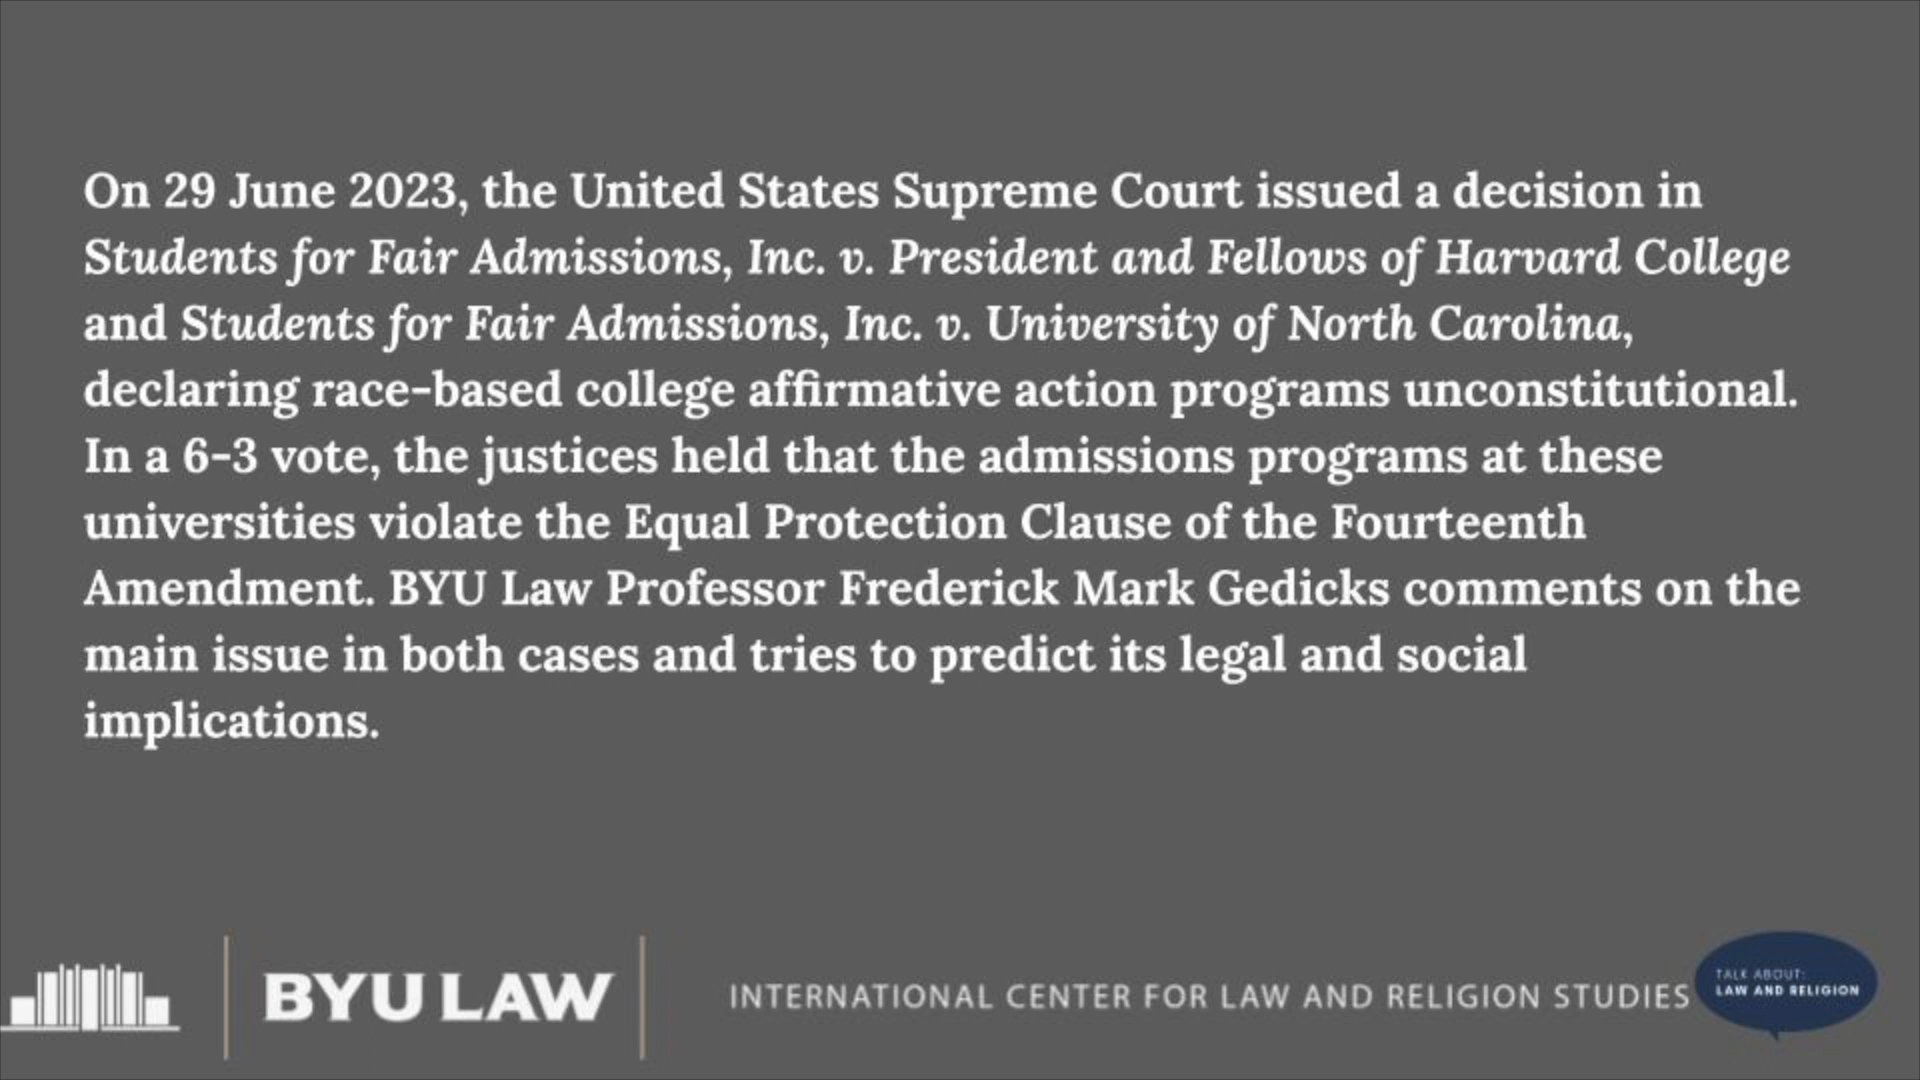 On 29 June 2023, the United States Supreme Court issued a decision in
Students for Fair Admissions, Inc. v. President and Fellows of Harvard College
and Students for Fair Admissions, Inc. v. University of North Carolina,
declaring race-based college affirmative action programs unconstitutional.
In a 6-3 vote, the justices held that the admissions programs at these
universities violate the Equal Protection Clause of the Fourteenth
Amendment. BYU Law Professor Frederick Mark Gedicks comments on the
main issue in both cases and tries to predict its legal and social
implications.
BYU LAW
INTERNATIONAL CENTER FOR LAW AND RELIGION STUDIES
TALK ABOUT:
LAW AND RELIGION